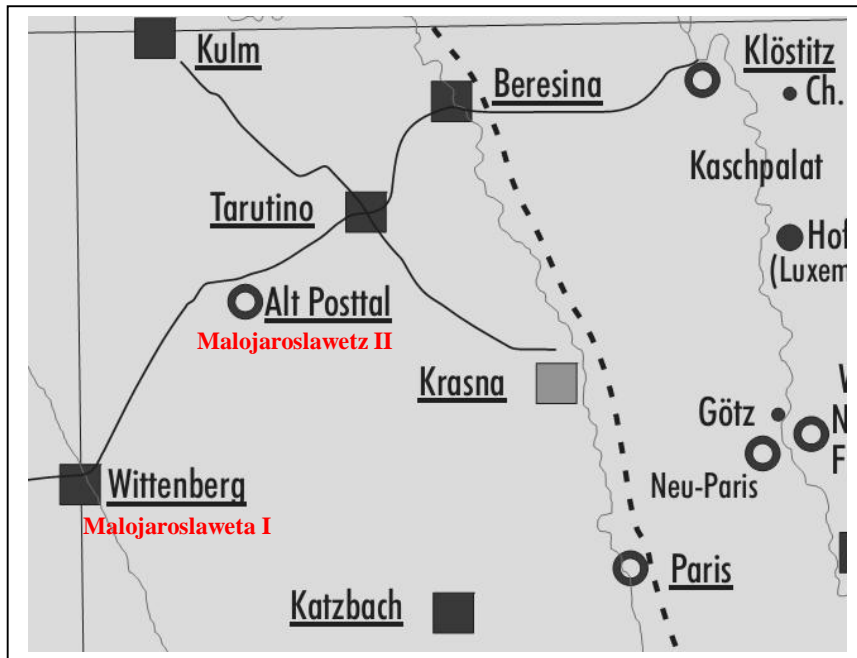 Kulm
Klöstitz
Beresina
Ch.
Kaschpalat
Tarutino
Hof
(Luxem
Alt Posttal
Malojaroslawetz II
Krasna
W
Götz
N
F
Wittenberg
Neu-Paris
Malojaroslaweta I
Paris
Katzbach